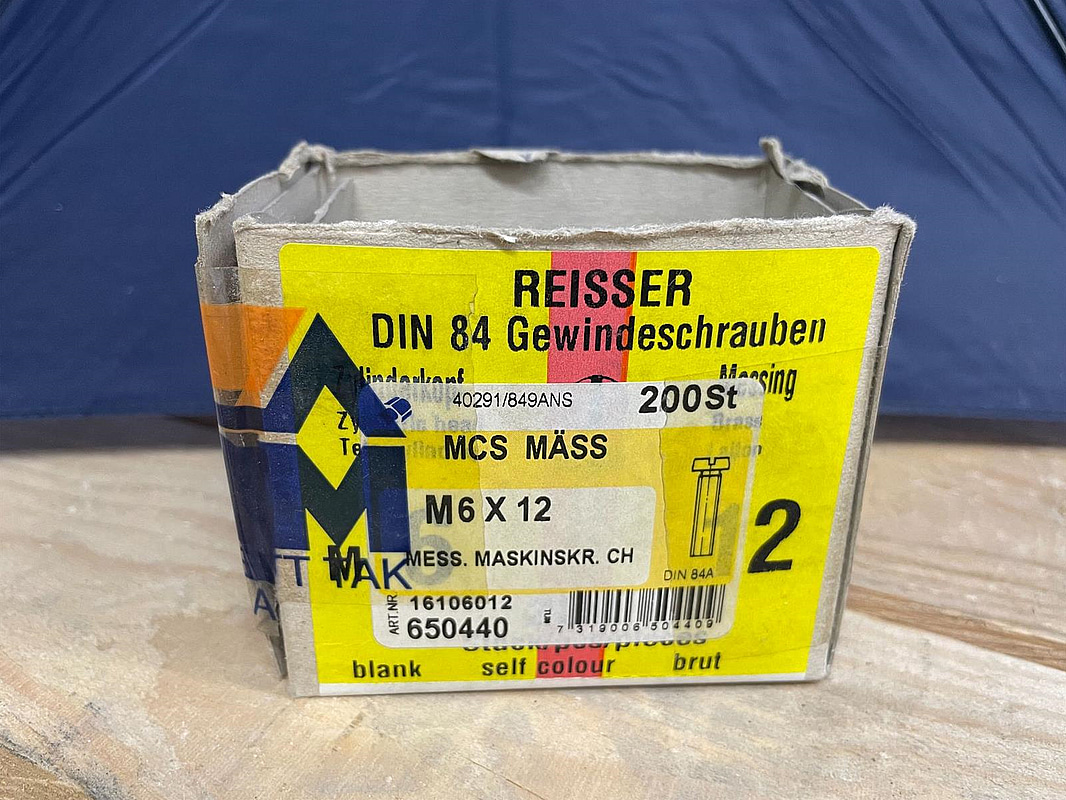 REISSER
DIN 84 Gewindeschrauben
Zylinderkopf Messing
40291/849ANS 200St
MCS MÄSS
M6 X 12
2
MESS. MASKINSKR. CH
DIN 84A
M
ART.NR 16106012
650440
7 319006 504409
blank self colour brut